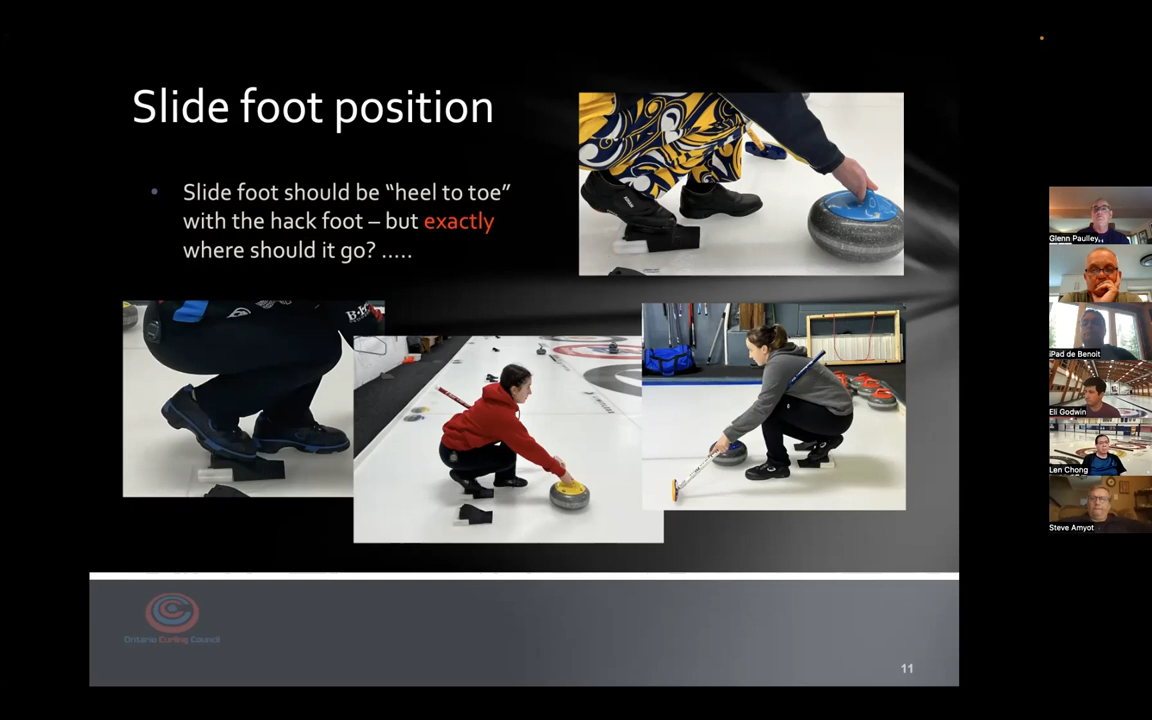 Slide foot position
Slide foot should be “heel to toe”
with the hack foot – but exactly
where should it go? .....
Ontario Curling Council
11
Glenn Paulley
iPad de Benoit
Eli Godwin
Len Chong
Steve Amyot